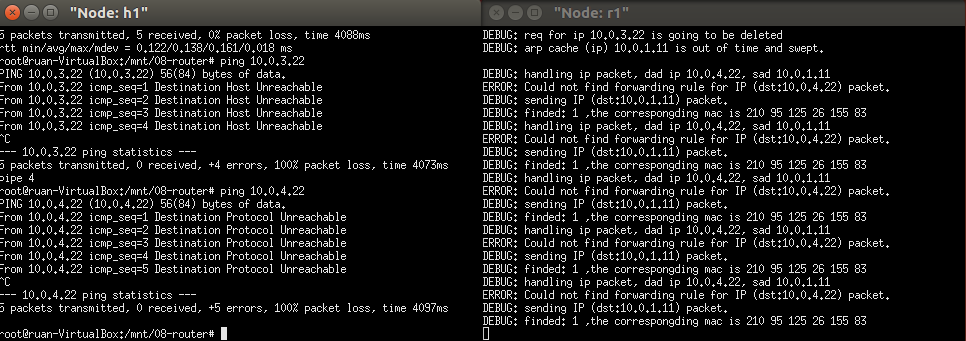 "Node: h1"
5 packets transmitted, 5 received, 0% packet loss, time 4088ms
rtt min/avg/max/mdev = 0.122/0.138/0.161/0.018 ms
root@ruan-VirtualBox:/mnt/08-router# ping 10.0.3.22
PING 10.0.3.22 (10.0.3.22) 56(84) bytes of data.
From 10.0.3.22 icmp_seq=1 Destination Host Unreachable
From 10.0.3.22 icmp_seq=2 Destination Host Unreachable
From 10.0.3.22 icmp_seq=3 Destination Host Unreachable
From 10.0.3.22 icmp_seq=4 Destination Host Unreachable
^C
--- 10.0.3.22 ping statistics ---
5 packets transmitted, 0 received, +4 errors, 100% packet loss, time 4073ms
pipe 4
root@ruan-VirtualBox:/mnt/08-router# ping 10.0.4.22
PING 10.0.4.22 (10.0.4.22) 56(84) bytes of data.
From 10.0.4.22 icmp_seq=1 Destination Protocol Unreachable
From 10.0.4.22 icmp_seq=2 Destination Protocol Unreachable
From 10.0.4.22 icmp_seq=3 Destination Protocol Unreachable
From 10.0.4.22 icmp_seq=4 Destination Protocol Unreachable
From 10.0.4.22 icmp_seq=5 Destination Protocol Unreachable
^C
--- 10.0.4.22 ping statistics ---
5 packets transmitted, 0 received, +5 errors, 100% packet loss, time 4097ms
root@ruan-VirtualBox:/mnt/08-router#
"Node: r1"
DEBUG: req for ip 10.0.3.22 is going to be deleted
DEBUG: arp cache (ip) 10.0.1.11 is out of time and swept.
DEBUG: handling ip packet, dad ip 10.0.4.22, sad 10.0.1.11
ERROR: Could not find forwarding rule for IP (dst:10.0.4.22) packet.
DEBUG: sending IP (dst:10.0.1.11) packet.
DEBUG: finded: 1 ,the correspongding mac is 210 95 125 26 155 83
DEBUG: handling ip packet, dad ip 10.0.4.22, sad 10.0.1.11
ERROR: Could not find forwarding rule for IP (dst:10.0.4.22) packet.
DEBUG: sending IP (dst:10.0.1.11) packet.
DEBUG: finded: 1 ,the correspongding mac is 210 95 125 26 155 83
DEBUG: handling ip packet, dad ip 10.0.4.22, sad 10.0.1.11
ERROR: Could not find forwarding rule for IP (dst:10.0.4.22) packet.
DEBUG: sending IP (dst:10.0.1.11) packet.
DEBUG: finded: 1 ,the correspongding mac is 210 95 125 26 155 83
DEBUG: handling ip packet, dad ip 10.0.4.22, sad 10.0.1.11
ERROR: Could not find forwarding rule for IP (dst:10.0.4.22) packet.
DEBUG: sending IP (dst:10.0.1.11) packet.
DEBUG: finded: 1 ,the correspongding mac is 210 95 125 26 155 83
DEBUG: handling ip packet, dad ip 10.0.4.22, sad 10.0.1.11
ERROR: Could not find forwarding rule for IP (dst:10.0.4.22) packet.
DEBUG: sending IP (dst:10.0.1.11) packet.
DEBUG: finded: 1 ,the correspongding mac is 210 95 125 26 155 83